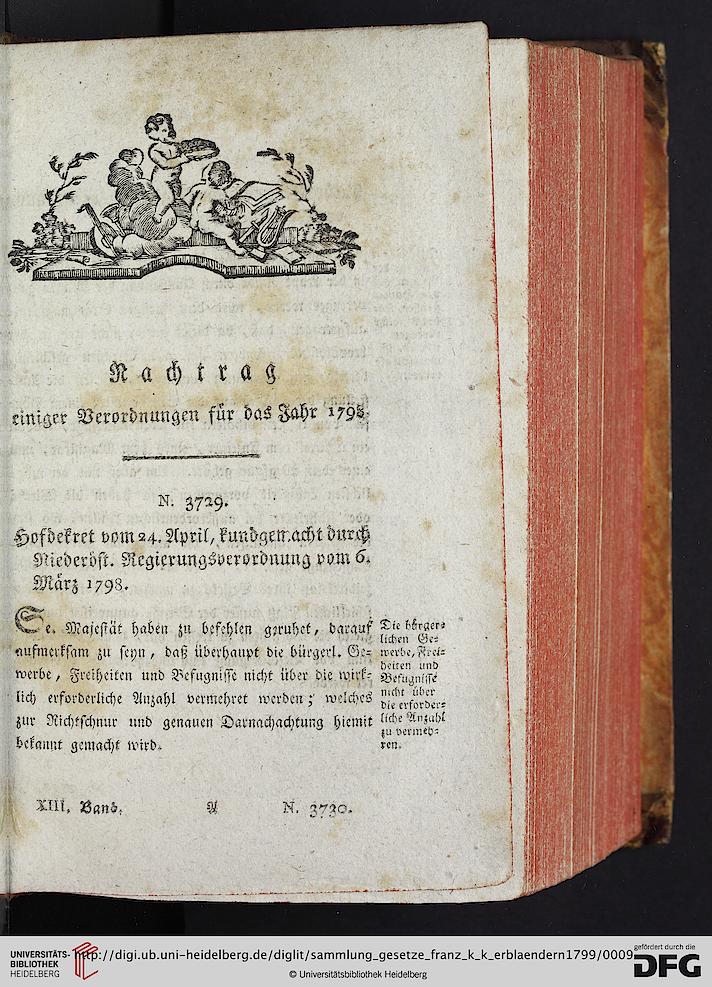 Nachtrag
einiger Verordnungen für das Jahr 1798.
N. 3729.
Hofdekret vom 24. April, kundgemacht durch
Niederöst. Regierungsverordnung vom 6.
März 1798.
Se. Majestät haben zu befehlen geruhet, darauf
aufmerksam zu seyn, daß überhaupt die bürgerl. Ge=
werbe, Freiheiten und Befugnisse nicht über die wirk=
lich erforderliche Anzahl vermehret werden; welches
zur Richtschnur und genauen Darnachachtung hiemit
bekannt gemacht wird.
Die bürger=
lichen Ge=
werbe, Frei=
heiten und
Befugnisse
nicht über
die erforder=
liche Anzahl
zu vermeh=
ren.
XIII. Band. A N. 3730.
UNIVERSITÄTS-
BIBLIOTHEK
HEIDELBERG
http://digi.ub.uni-heidelberg.de/diglit/sammlung_gesetze_franz_k_k_erblaendern1799/0009
© Universitätsbibliothek Heidelberg
gefördert durch die
DFG